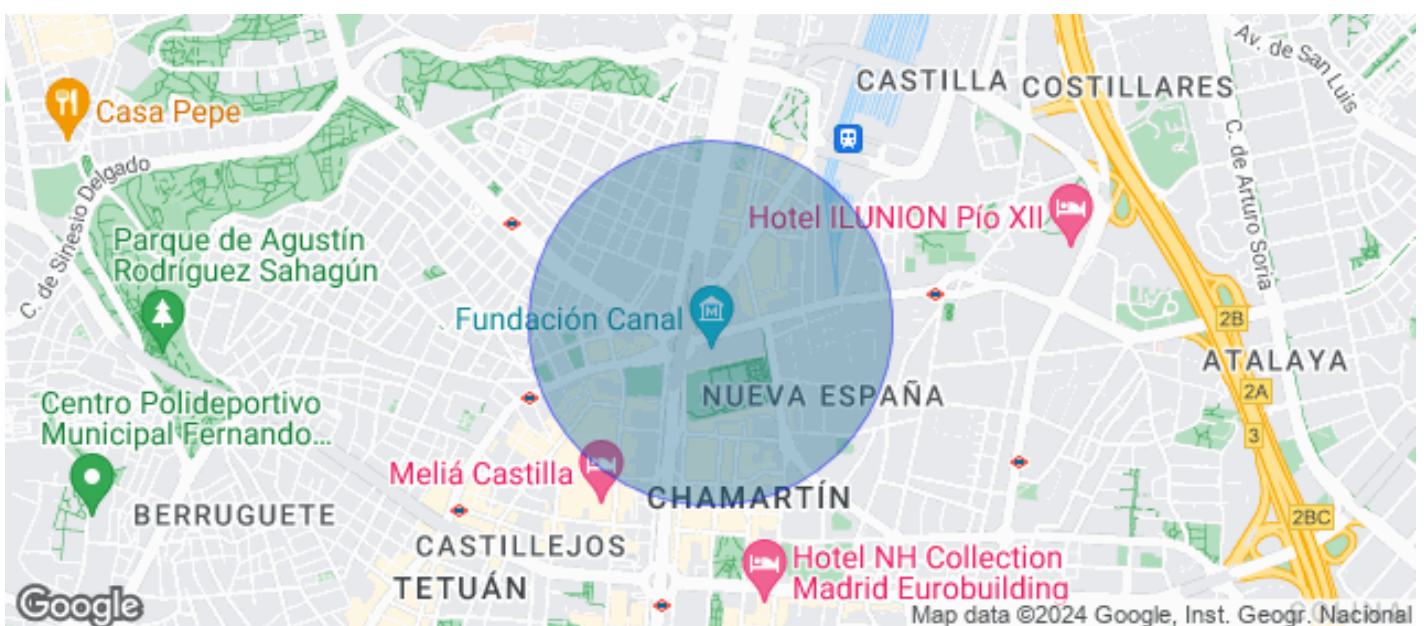 Av. de San Luis
CASTILLA
COSTILLARES
Casa Pepe
C. de Arturo Soria
C. de Sinesio Delgado
Hotel ILUNION Pío XII
Parque de Agustín
Rodríguez Sahagún
Fundación Canal
2B
ATALAYA
NUEVA ESPAÑA
2A
Centro Polideportivo
Municipal Fernando...
3
Meliá Castilla
CHAMARTÍN
BERRUGUETE
2BC
CASTILLEJOS
Hotel NH Collection
Madrid Eurobuilding
TETUÁN
Google
Map data ©2024 Google, Inst. Geogr. Nacional